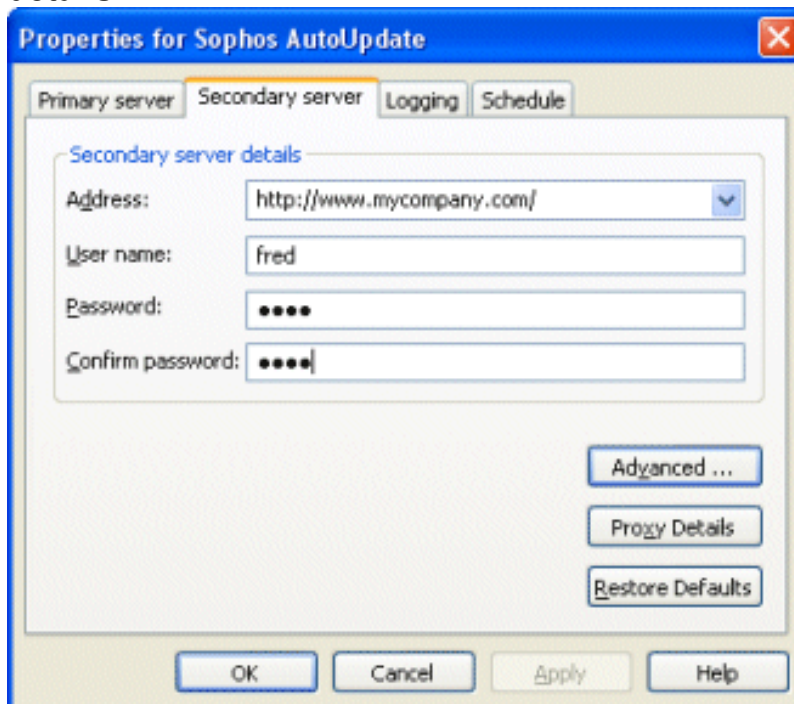 Properties for Sophos AutoUpdate
Primary server Secondary server Logging Schedule
Secondary server details
Address: http://www.mycompany.com/
User name: fred
Password: ●●●●
Confirm password: ●●●●
Advanced ...
Proxy Details
Restore Defaults
OK Cancel Apply Help